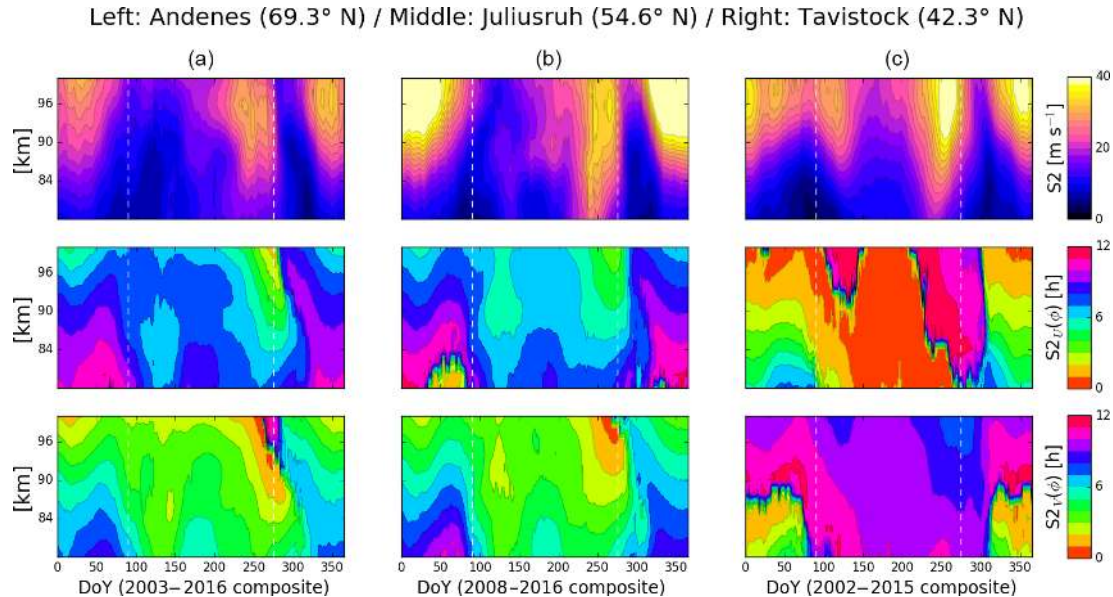 Left: Andenes (69.3° N) / Middle: Juliusruh (54.6° N) / Right: Tavistock (42.3° N)
(a) (b) (c)
[km] 96 90 84
40 20 0 S2 [m s⁻¹]
[km] 96 90 84
12 6 0 S2U(ϕ) [h]
[km] 96 90 84
12 6 0 S2V(ϕ) [h]
0 50 100 150 200 250 300 350 0 50 100 150 200 250 300 350 0 50 100 150 200 250 300 350
DoY (2003−2016 composite) DoY (2008–2016 composite) DoY (2002−2015 composite)